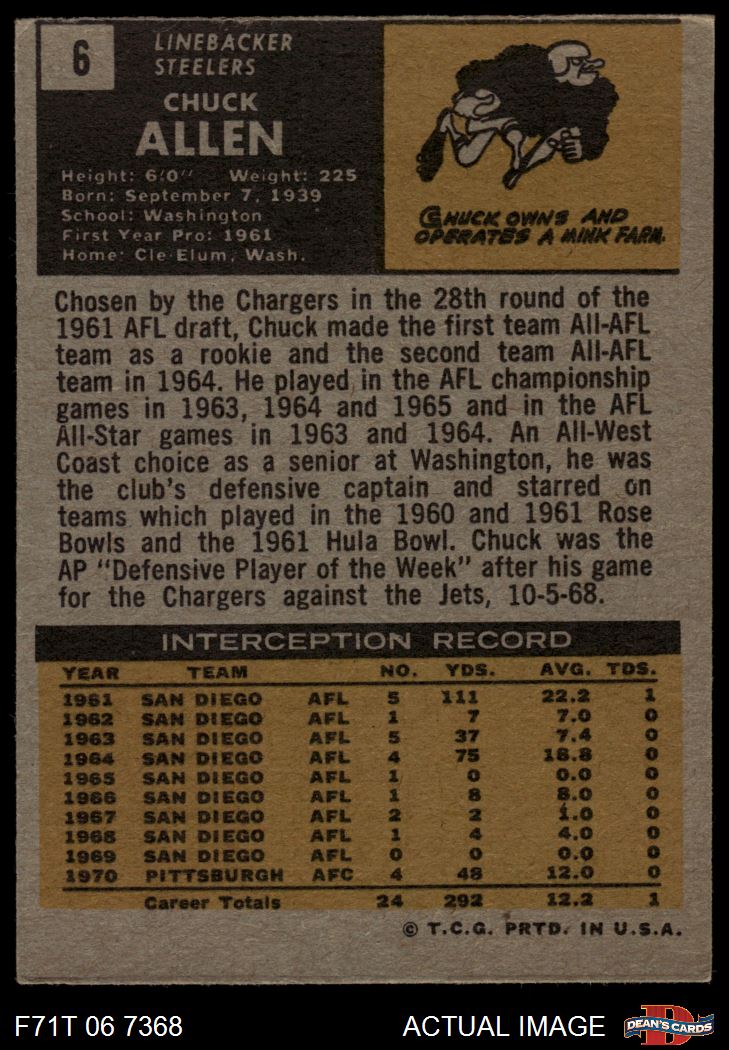 6
LINEBACKER
STEELERS
CHUCK
ALLEN
Height: 6'0" Weight: 225
Born: September 7, 1939
School: Washington
First Year Pro: 1961
Home: Cle Elum, Wash.
CHUCK OWNS AND
OPERATES A MINK FARM.
Chosen by the Chargers in the 28th round of the
1961 AFL draft, Chuck made the first team All-AFL
team as a rookie and the second team All-AFL
team in 1964. He played in the AFL championship
games in 1963, 1964 and 1965 and in the AFL
All-Star games in 1963 and 1964. An All-West
Coast choice as a senior at Washington, he was
the club's defensive captain and starred on
teams which played in the 1960 and 1961 Rose
Bowls and the 1961 Hula Bowl. Chuck was the
AP "Defensive Player of the Week" after his game
for the Chargers against the Jets, 10-5-68.
INTERCEPTION RECORD
YEAR TEAM NO. YDS. AVG. TDS.
1961 SAN DIEGO AFL 5 111 22.2 1
1962 SAN DIEGO AFL 1 7 7.0 0
1963 SAN DIEGO AFL 5 37 7.4 0
1964 SAN DIEGO AFL 4 75 18.8 0
1965 SAN DIEGO AFL 1 0 0.0 0
1966 SAN DIEGO AFL 1 8 8.0 0
1967 SAN DIEGO AFL 2 2 1.0 0
1968 SAN DIEGO AFL 1 4 4.0 0
1969 SAN DIEGO AFL 0 0 0.0 0
1970 PITTSBURGH AFC 4 48 12.0 0
Career Totals 24 292 12.2 1
© T.C.G. PRTD. IN U.S.A.
F71T 06 7368 ACTUAL IMAGE
D
DEAN'S CARDS